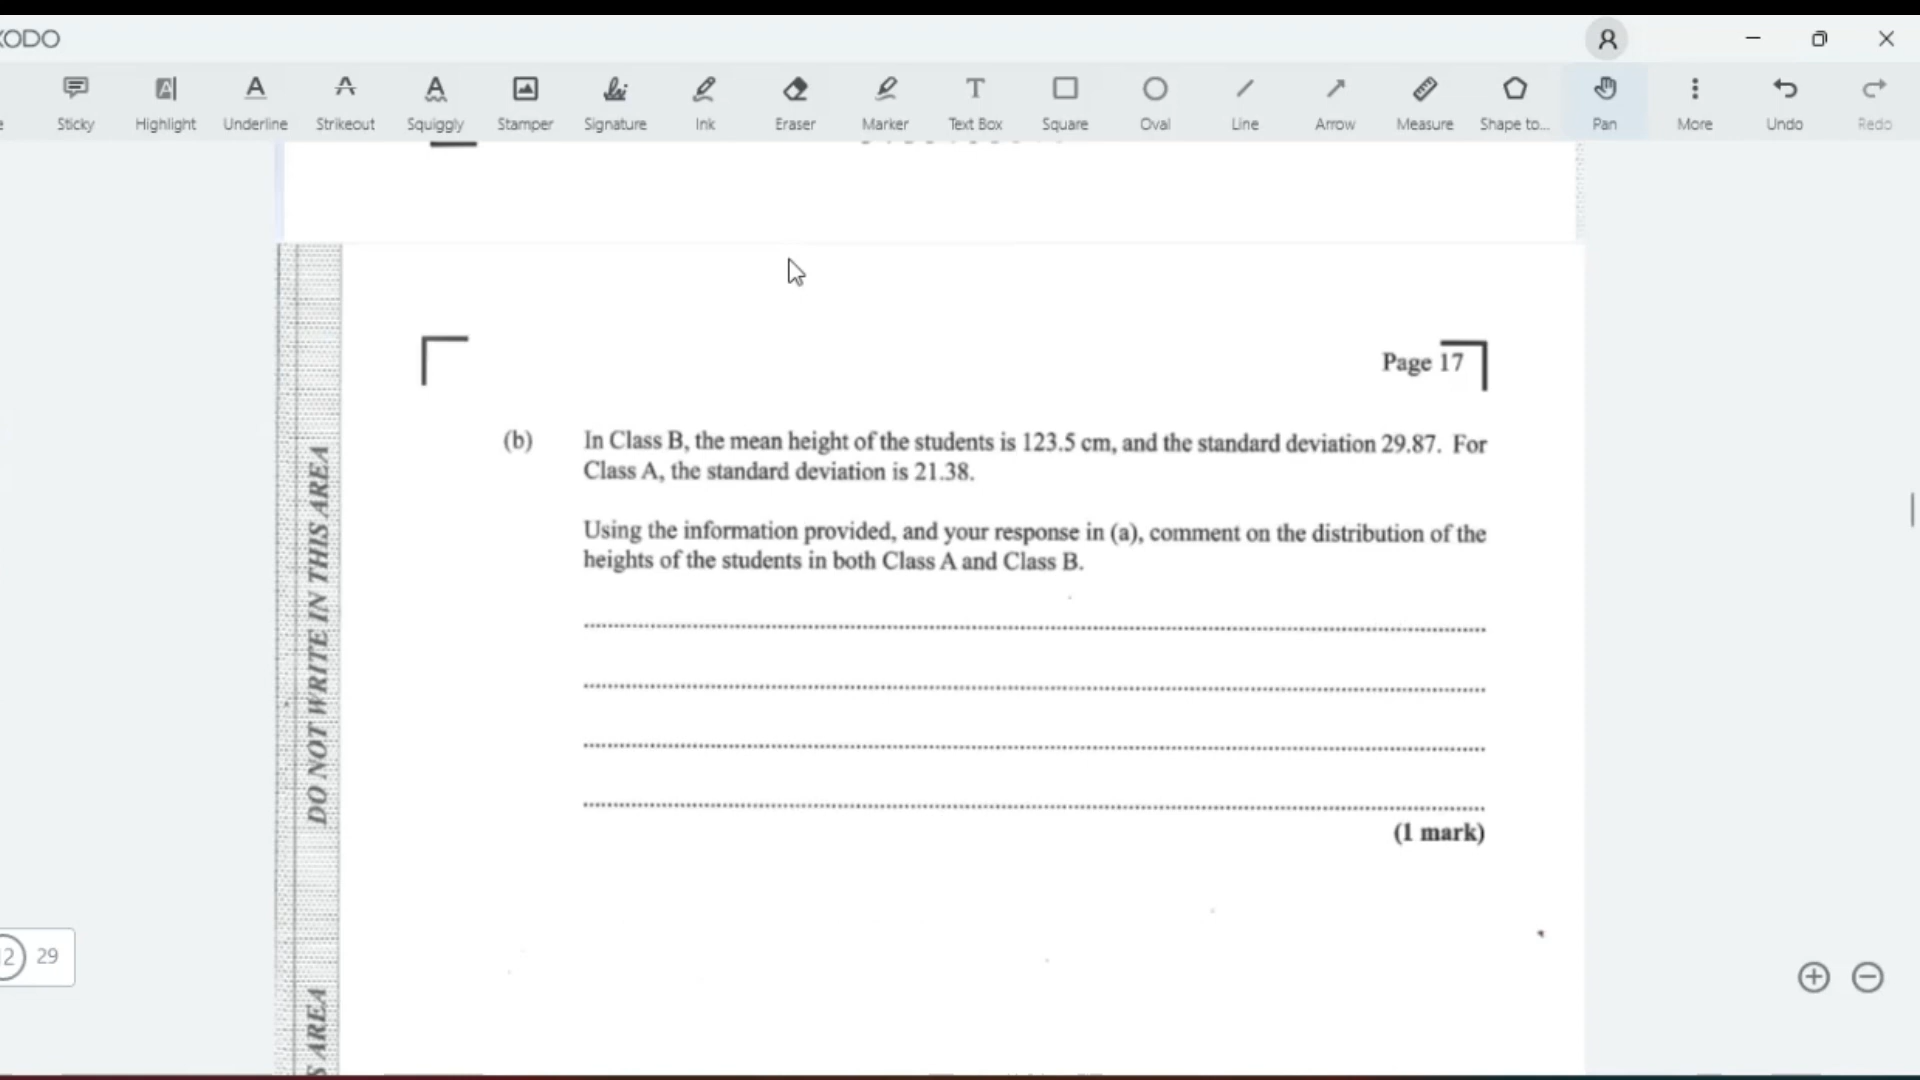 XODO
Sticky Highlight Underline Strikeout Squiggly Stamper Signature Ink Eraser Marker Text Box Square Oval Line Arrow Measure Shape to... Pan More Undo Redo
Page 17
(b) In Class B, the mean height of the students is 123.5 cm, and the standard deviation 29.87. For
Class A, the standard deviation is 21.38.
Using the information provided, and your response in (a), comment on the distribution of the
heights of the students in both Class A and Class B.
(1 mark)
DO NOT WRITE IN THIS AREA
S AREA
12 29